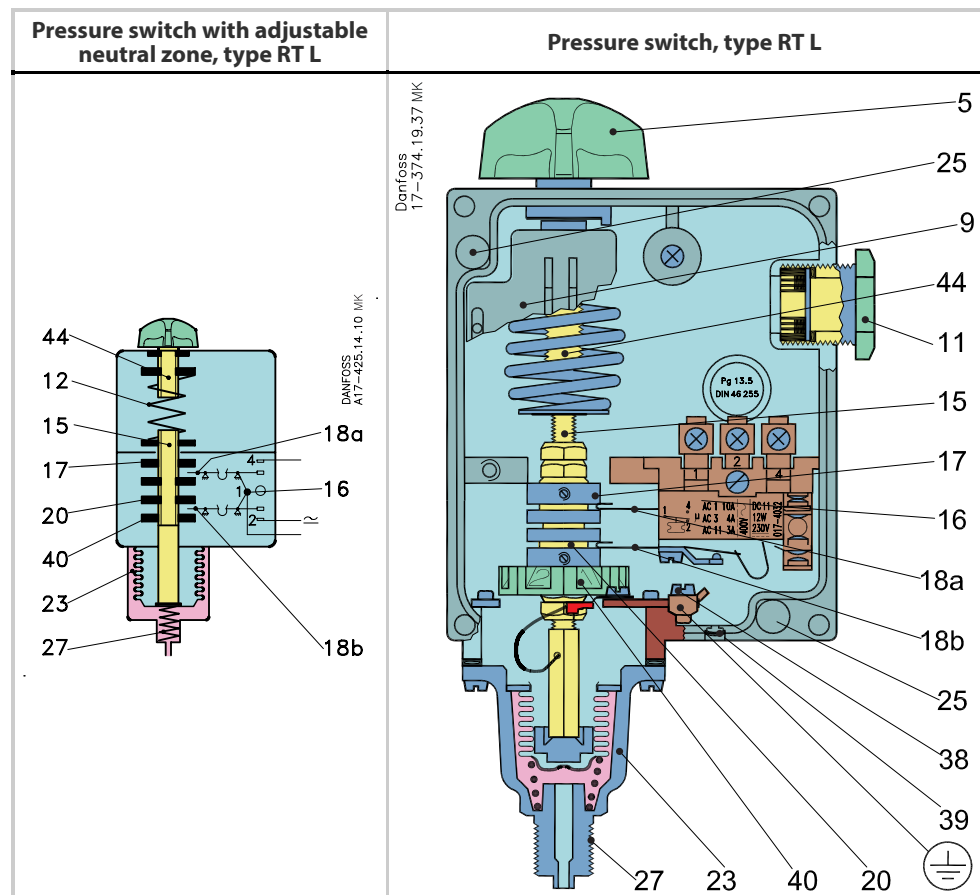 Pressure switch with adjustable
neutral zone, type RT L
Pressure switch, type RT L
44
12
15
17
20
40
23
27
DANFOSS
A17-425.14.10 MK
18a
16
18b
4
1
2
Danfoss
17-374.19.37 MK
5
25
9
44
11
15
17
16
18a
18b
25
38
39
20
40
23
27
Pg 13.5
DIN 46 255
1
2
4
1
4
2
µ
AC 1 10A
AC 3 4A
AC 11 3A
400V
DC 11
12W
230V
017-4032